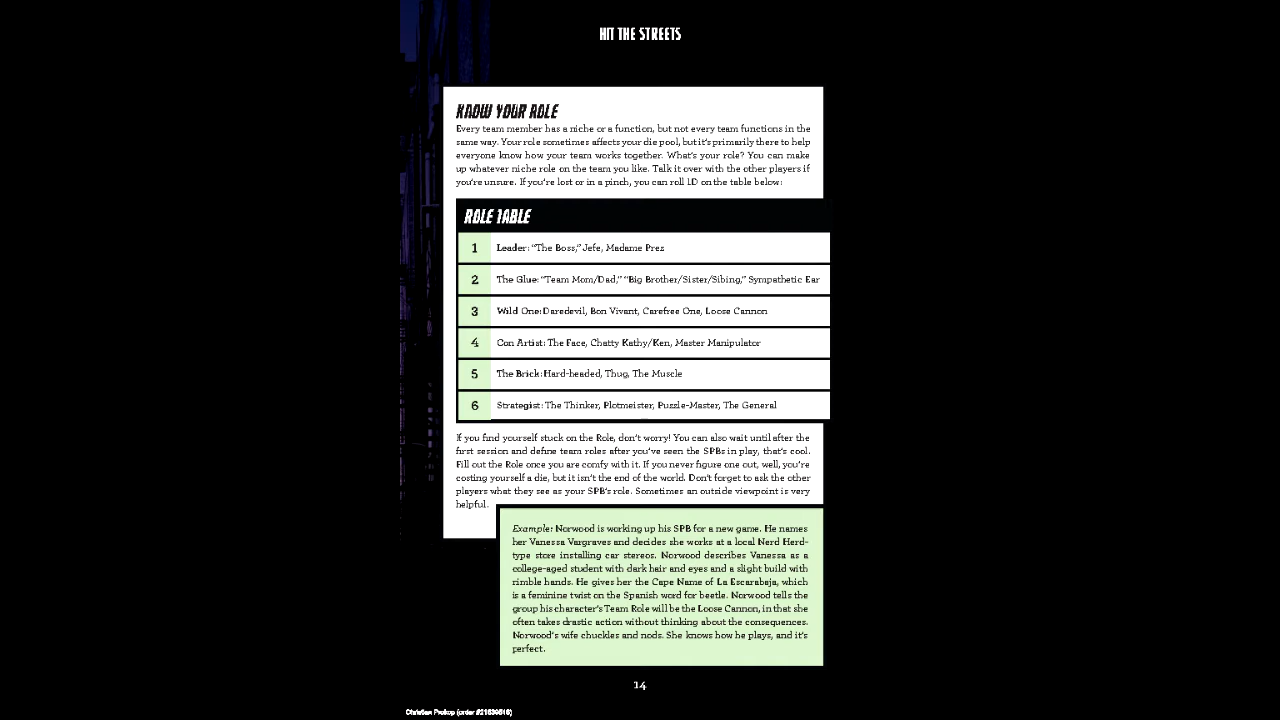 HIT THE STREETS
KNOW YOUR ROLE
Every team member has a niche or a function, but not every team functions in the
same way. Your role sometimes affects your die pool, but it's primarily there to help
everyone know how your team works together. What's your role? You can make
up whatever niche role on the team you like. Talk it over with the other players if
you're unsure. If you're lost or in a pinch, you can roll 1D on the table below:
ROLE TABLE
1 Leader: "The Boss," Jefe, Madame Prez
2 The Glue: "Team Mom/Dad," "Big Brother/Sister/Sibing," Sympathetic Ear
3 Wild One: Daredevil, Bon Vivant, Carefree One, Loose Cannon
4 Con Artist: The Face, Chatty Kathy/Ken, Master Manipulator
5 The Brick: Hard-headed, Thug, The Muscle
6 Strategist: The Thinker, Plotmeister, Puzzle-Master, The General
If you find yourself stuck on the Role, don't worry! You can also wait until after the
first session and define team roles after you've seen the SPBs in play, that's cool.
Fill out the Role once you are comfy with it. If you never figure one out, well, you're
costing yourself a die, but it isn't the end of the world. Don't forget to ask the other
players what they see as your SPB's role. Sometimes an outside viewpoint is very
helpful.
Example: Norwood is working up his SPB for a new game. He names
her Vanessa Vargraves and decides she works at a local Nerd Herd-
type store installing car stereos. Norwood describes Vanessa as a
college-aged student with dark hair and eyes and a slight build with
nimble hands. He gives her the Cape Name of La Escarabaja, which
is a feminine twist on the Spanish word for beetle. Norwood tells the
group his character's Team Role will be the Loose Cannon, in that she
often takes drastic action without thinking about the consequences.
Norwood's wife chuckles and nods. She knows how he plays, and it's
perfect.
14
Christian Prokop (order #21639516)